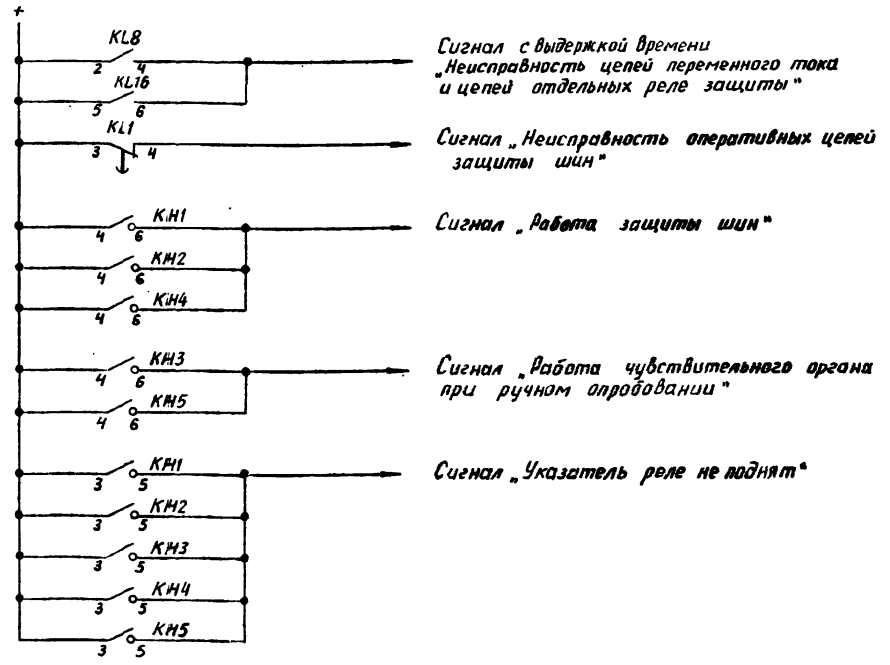 +
KL8
2 4
KL16
5 6
Сигнал с выдержкой времени
„Неисправность цепей переменного тока
и цепей отдельных реле защиты"
KL1
3 4
Сигнал „Неисправность оперативных цепей
защиты шин"
KH1
4 6
Сигнал „Работа защиты шин"
KH2
4 6
KH4
4 6
KH3
4 6
Сигнал „Работа чувствительного органа
при ручном опробовании"
KH5
4 6
KH1
3 5
Сигнал „Указатель реле не поднят"
KH2
3 5
KH3
3 5
KH4
3 5
KH5
3 5